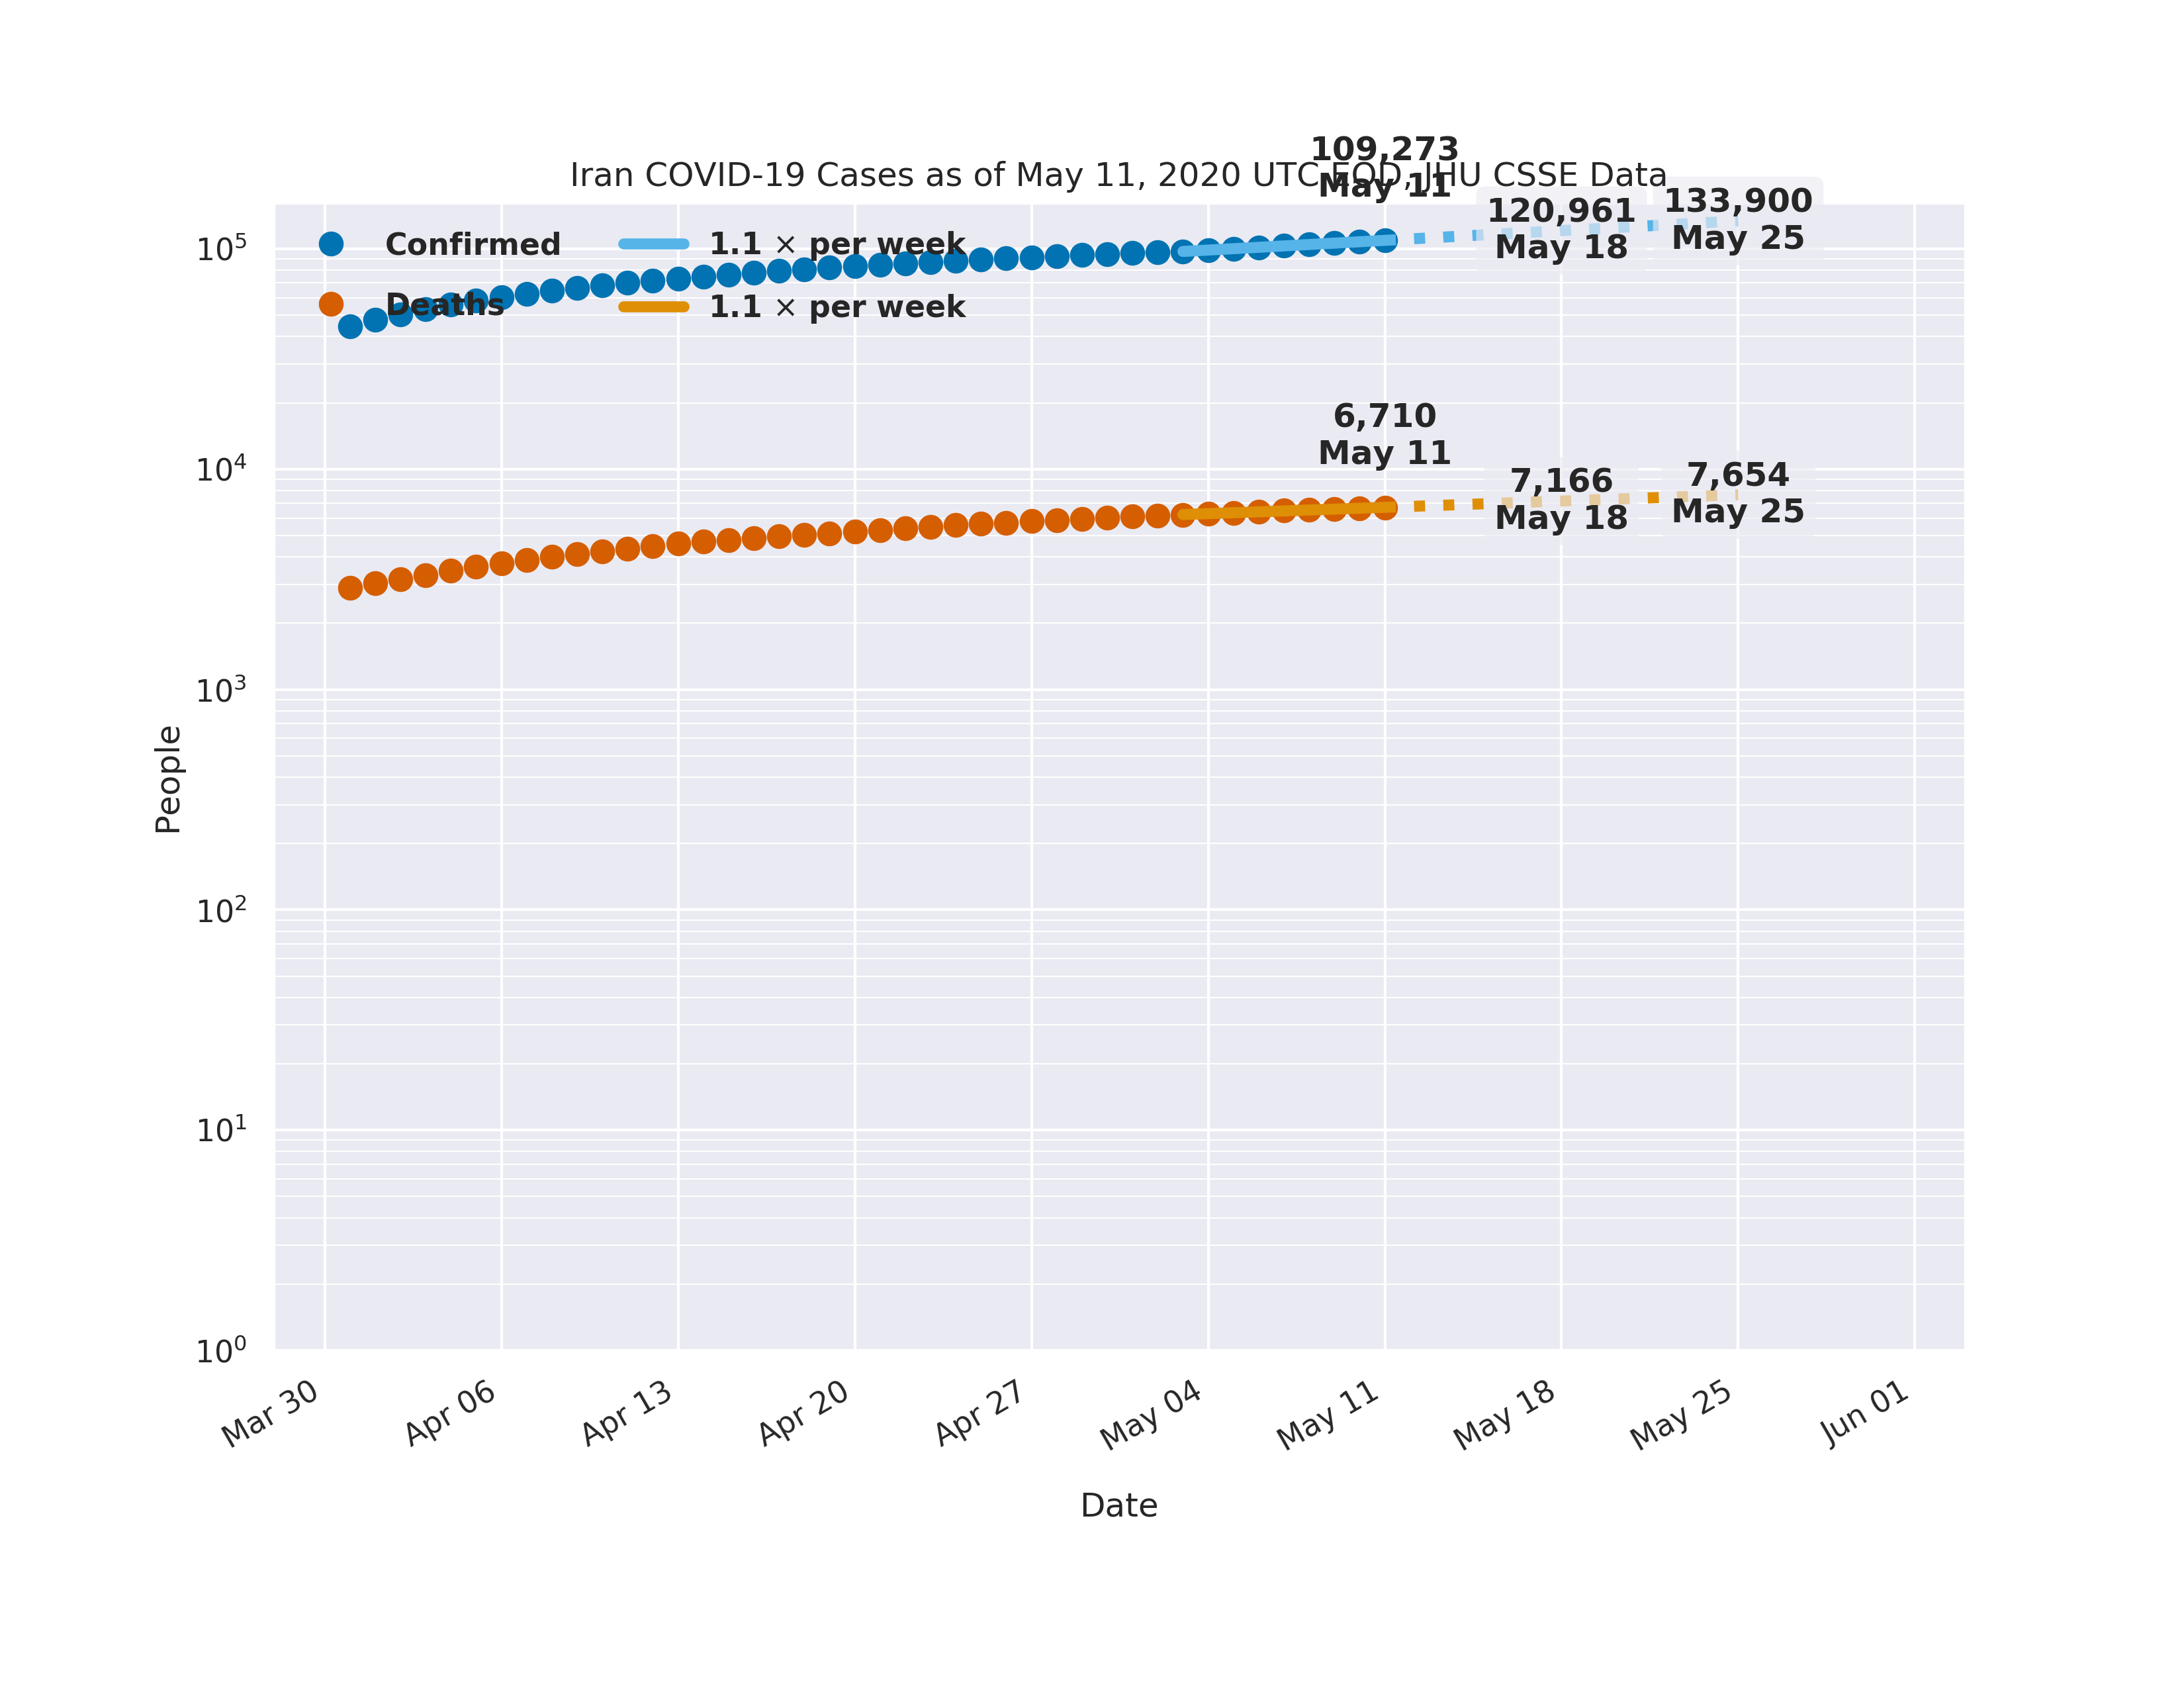 109,273
May 11
Iran COVID-19 Cases as of May 11, 2020 UTC EOD, JHU CSSE Data
133,900
May 25
120,961
May 18
Confirmed
1.1 × per week
Deaths
1.1 × per week
6,710
May 11
7,166
May 18
7,654
May 25
10⁵
10⁴
10³
10²
10¹
10⁰
People
Mar 30
Apr 06
Apr 13
Apr 20
Apr 27
May 04
May 11
May 18
May 25
Jun 01
Date